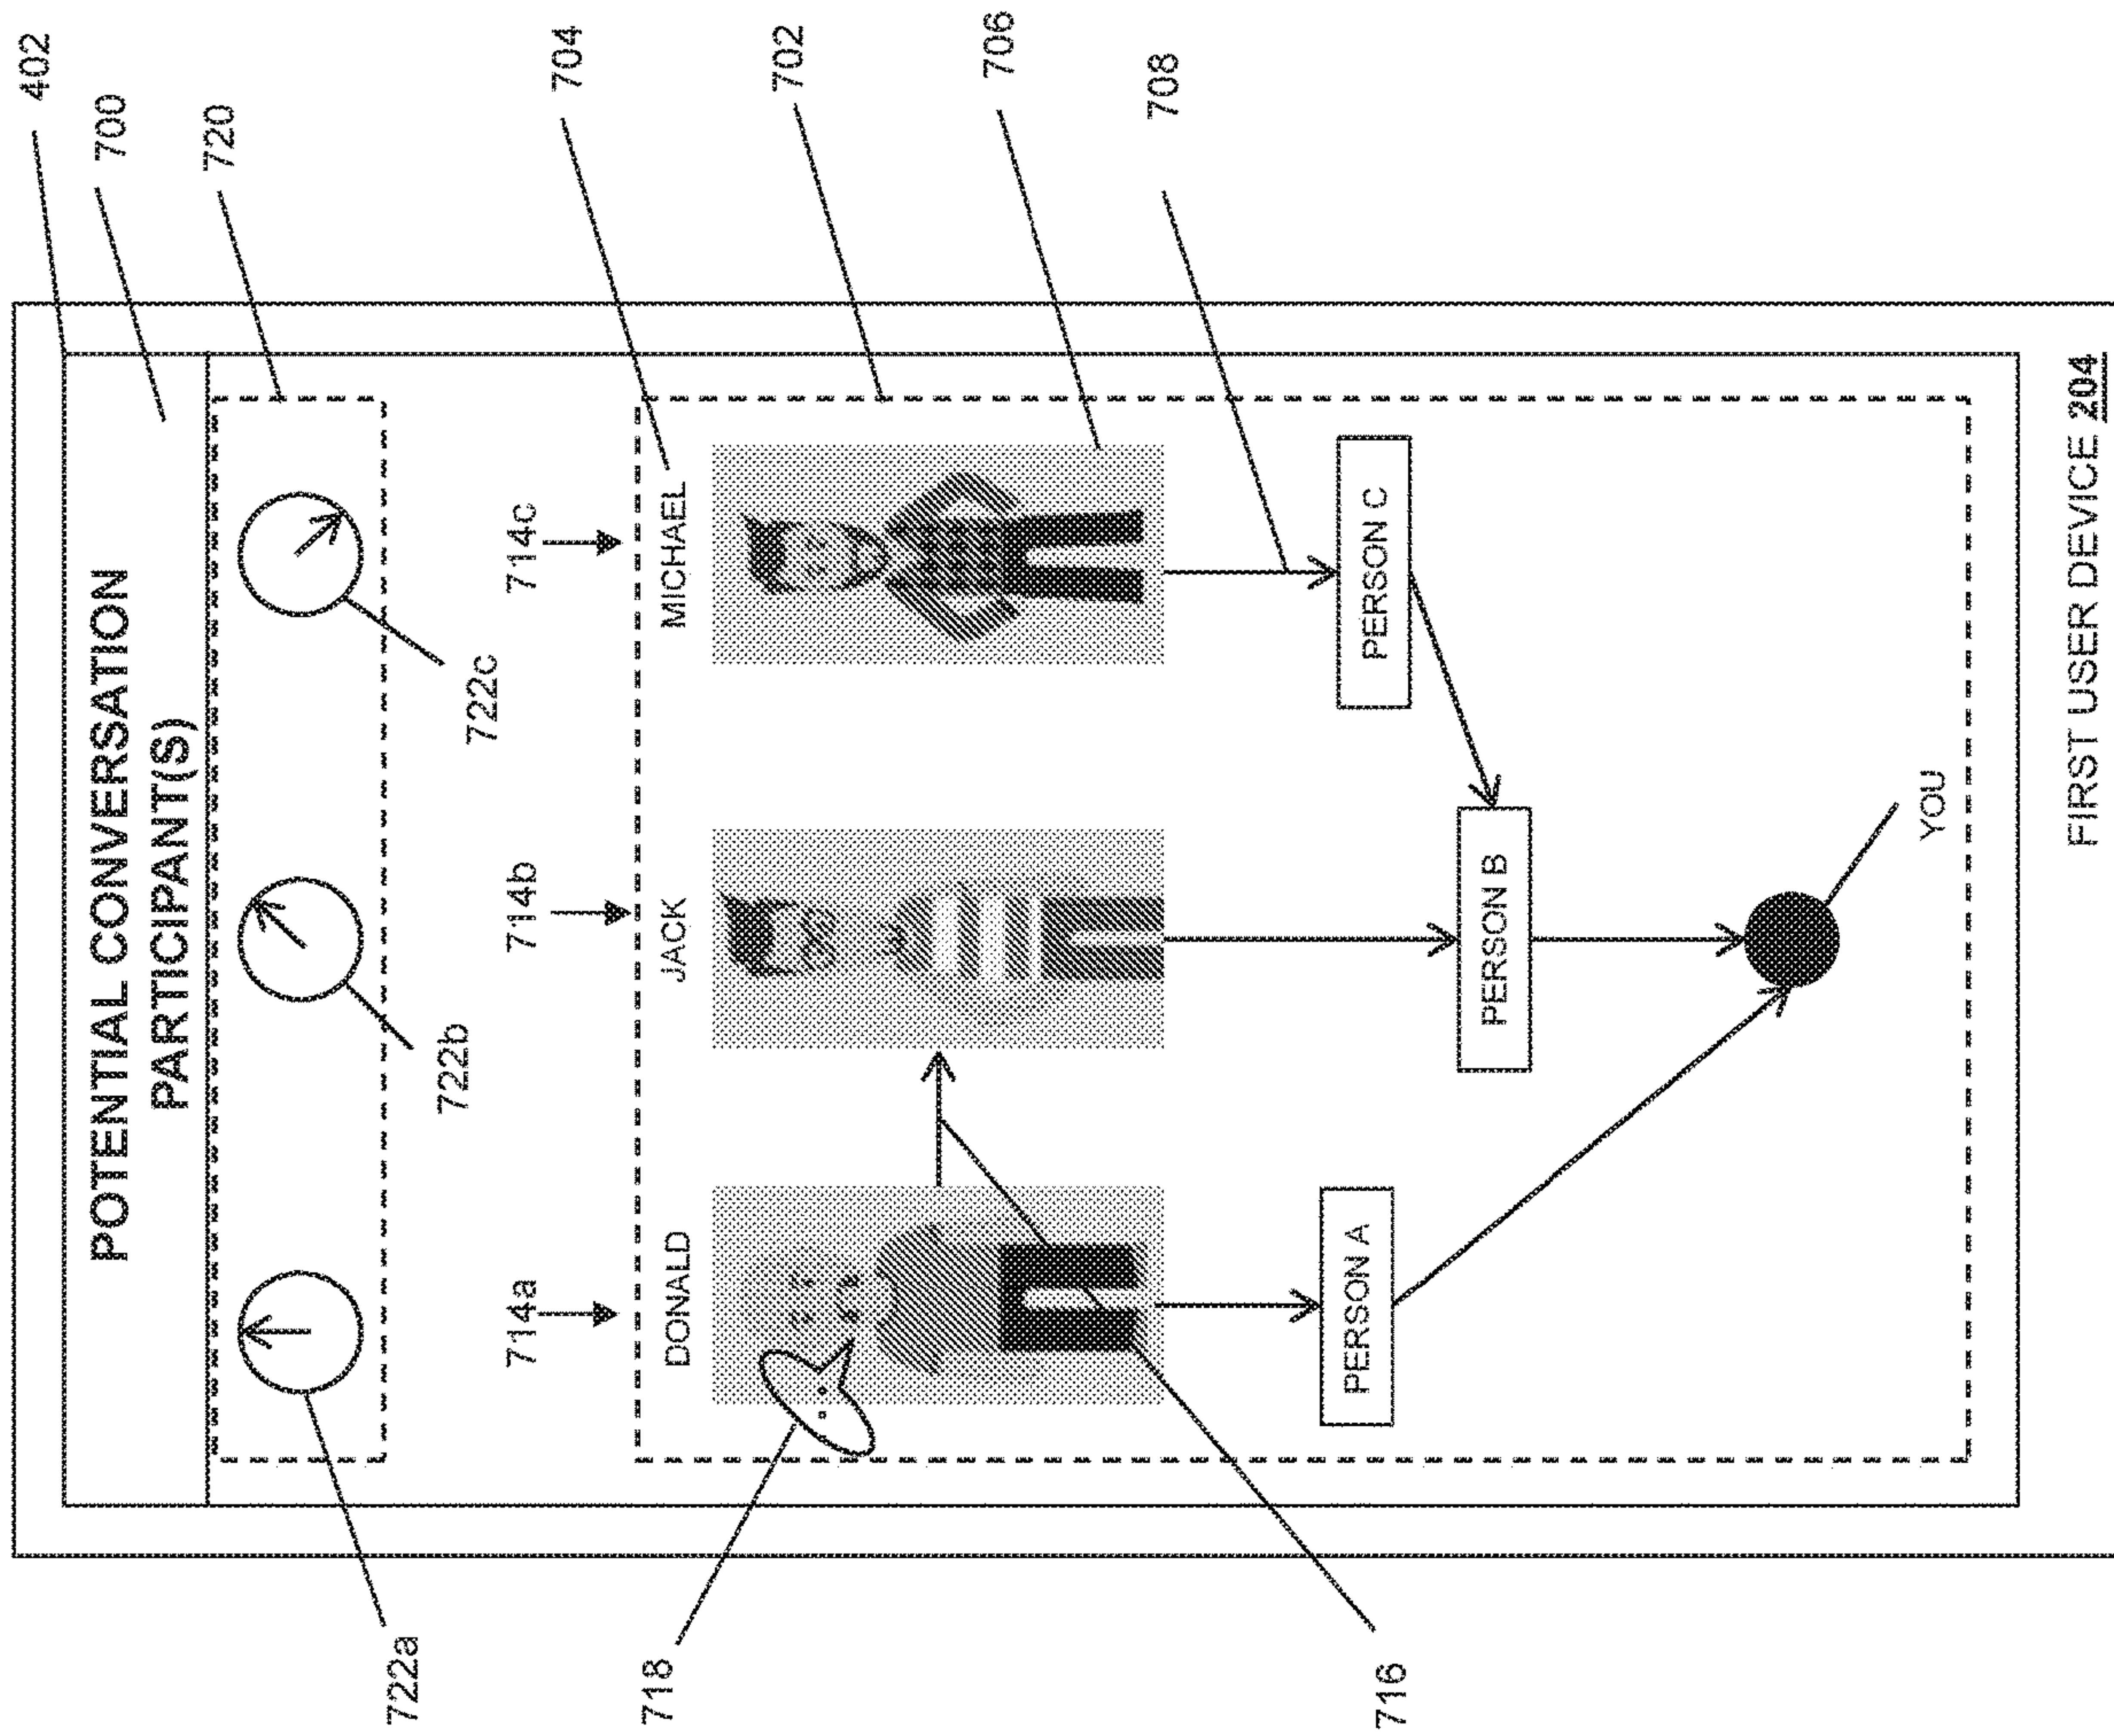 402
700
720
704
702
706
708
POTENTIAL CONVERSATION
PARTICIPANT(S)
722a
722b
722c
714a
714b
714c
DONALD
JACK
MICHAEL
718
716
PERSON A
PERSON B
PERSON C
YOU
FIRST USER DEVICE 204